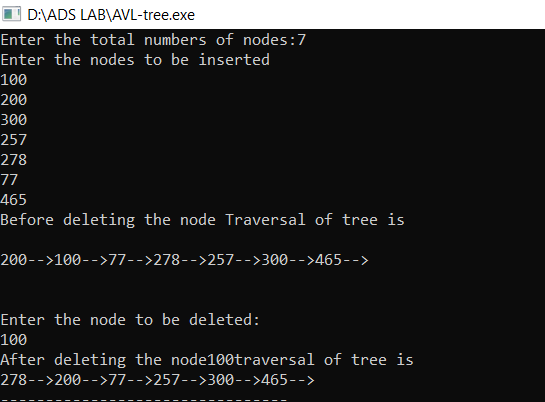 D:\ADS LAB\AVL-tree.exe
Enter the total numbers of nodes:7
Enter the nodes to be inserted
100
200
300
257
278
77
465
Before deleting the node Traversal of tree is
200-->100-->77-->278-->257-->300-->465-->
Enter the node to be deleted:
100
After deleting the node100traversal of tree is
278-->200-->77-->257-->300-->465-->
--------------------------------